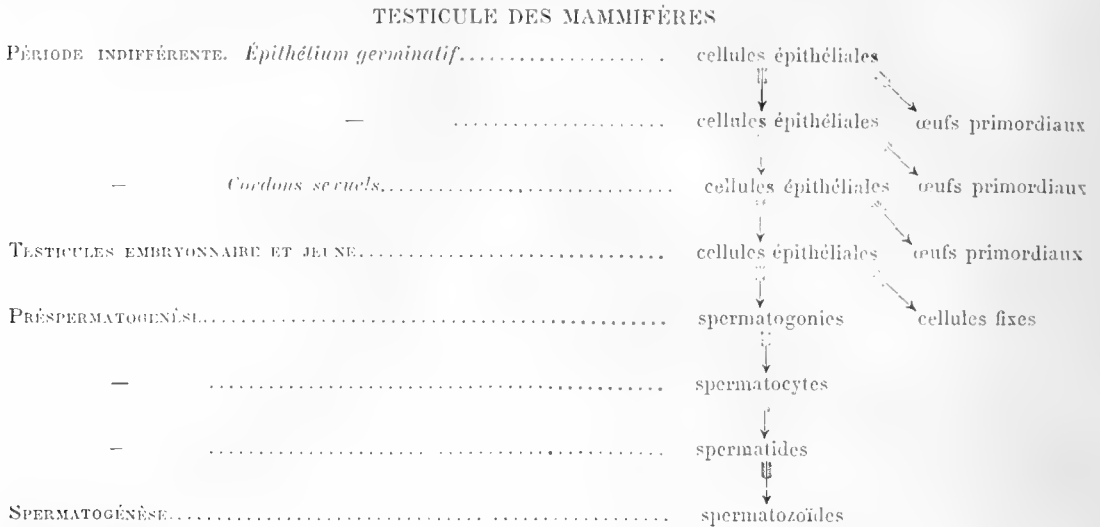 TESTICULE DES MAMMIFÈRES
PÉRIODE INDIFFÉRENTE. Épithélium germinatif.................. cellules épithéliales
— ..................... cellules épithéliales œufs primordiaux
— Cordons sexuels............................ cellules épithéliales œufs primordiaux
TESTICULES EMBRYONNAIRE ET JEUNE.............................. cellules épithéliales œufs primordiaux
PRÉSPERMATOGENÈSE.............................................. spermatogonies cellules fixes
— .............................................. spermatocytes
— .............................................. spermatides
SPERMATOGÉNÈSE.................................................. spermatozoïdes